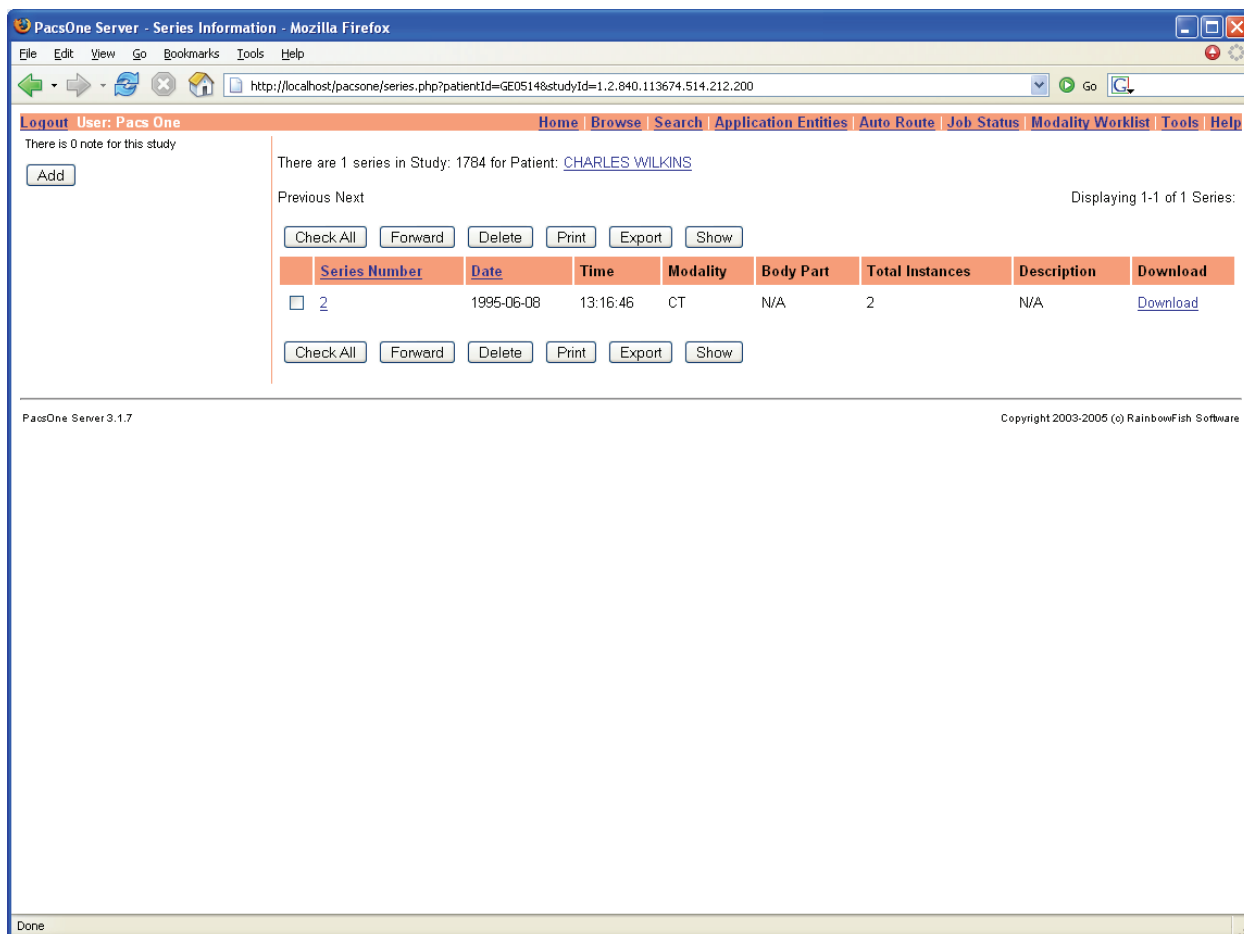 PacsOne Server - Series Information - Mozilla Firefox
File Edit View Go Bookmarks Tools Help
http://localhost/pacsone/series.php?patientId=GE0514&studyId=1.2.840.113674.514.212.200 Go G
Logout User: Pacs One Home | Browse | Search | Application Entities | Auto Route | Job Status | Modality Worklist | Tools | Help
There is 0 note for this study
Add
There are 1 series in Study: 1784 for Patient: CHARLES WILKINS
Previous Next Displaying 1-1 of 1 Series:
Check All Forward Delete Print Export Show
Series Number Date Time Modality Body Part Total Instances Description Download
2 1995-06-08 13:16:46 CT N/A 2 N/A Download
Check All Forward Delete Print Export Show
PacsOne Server 3.1.7 Copyright 2003-2005 (c) RainbowFish Software
Done